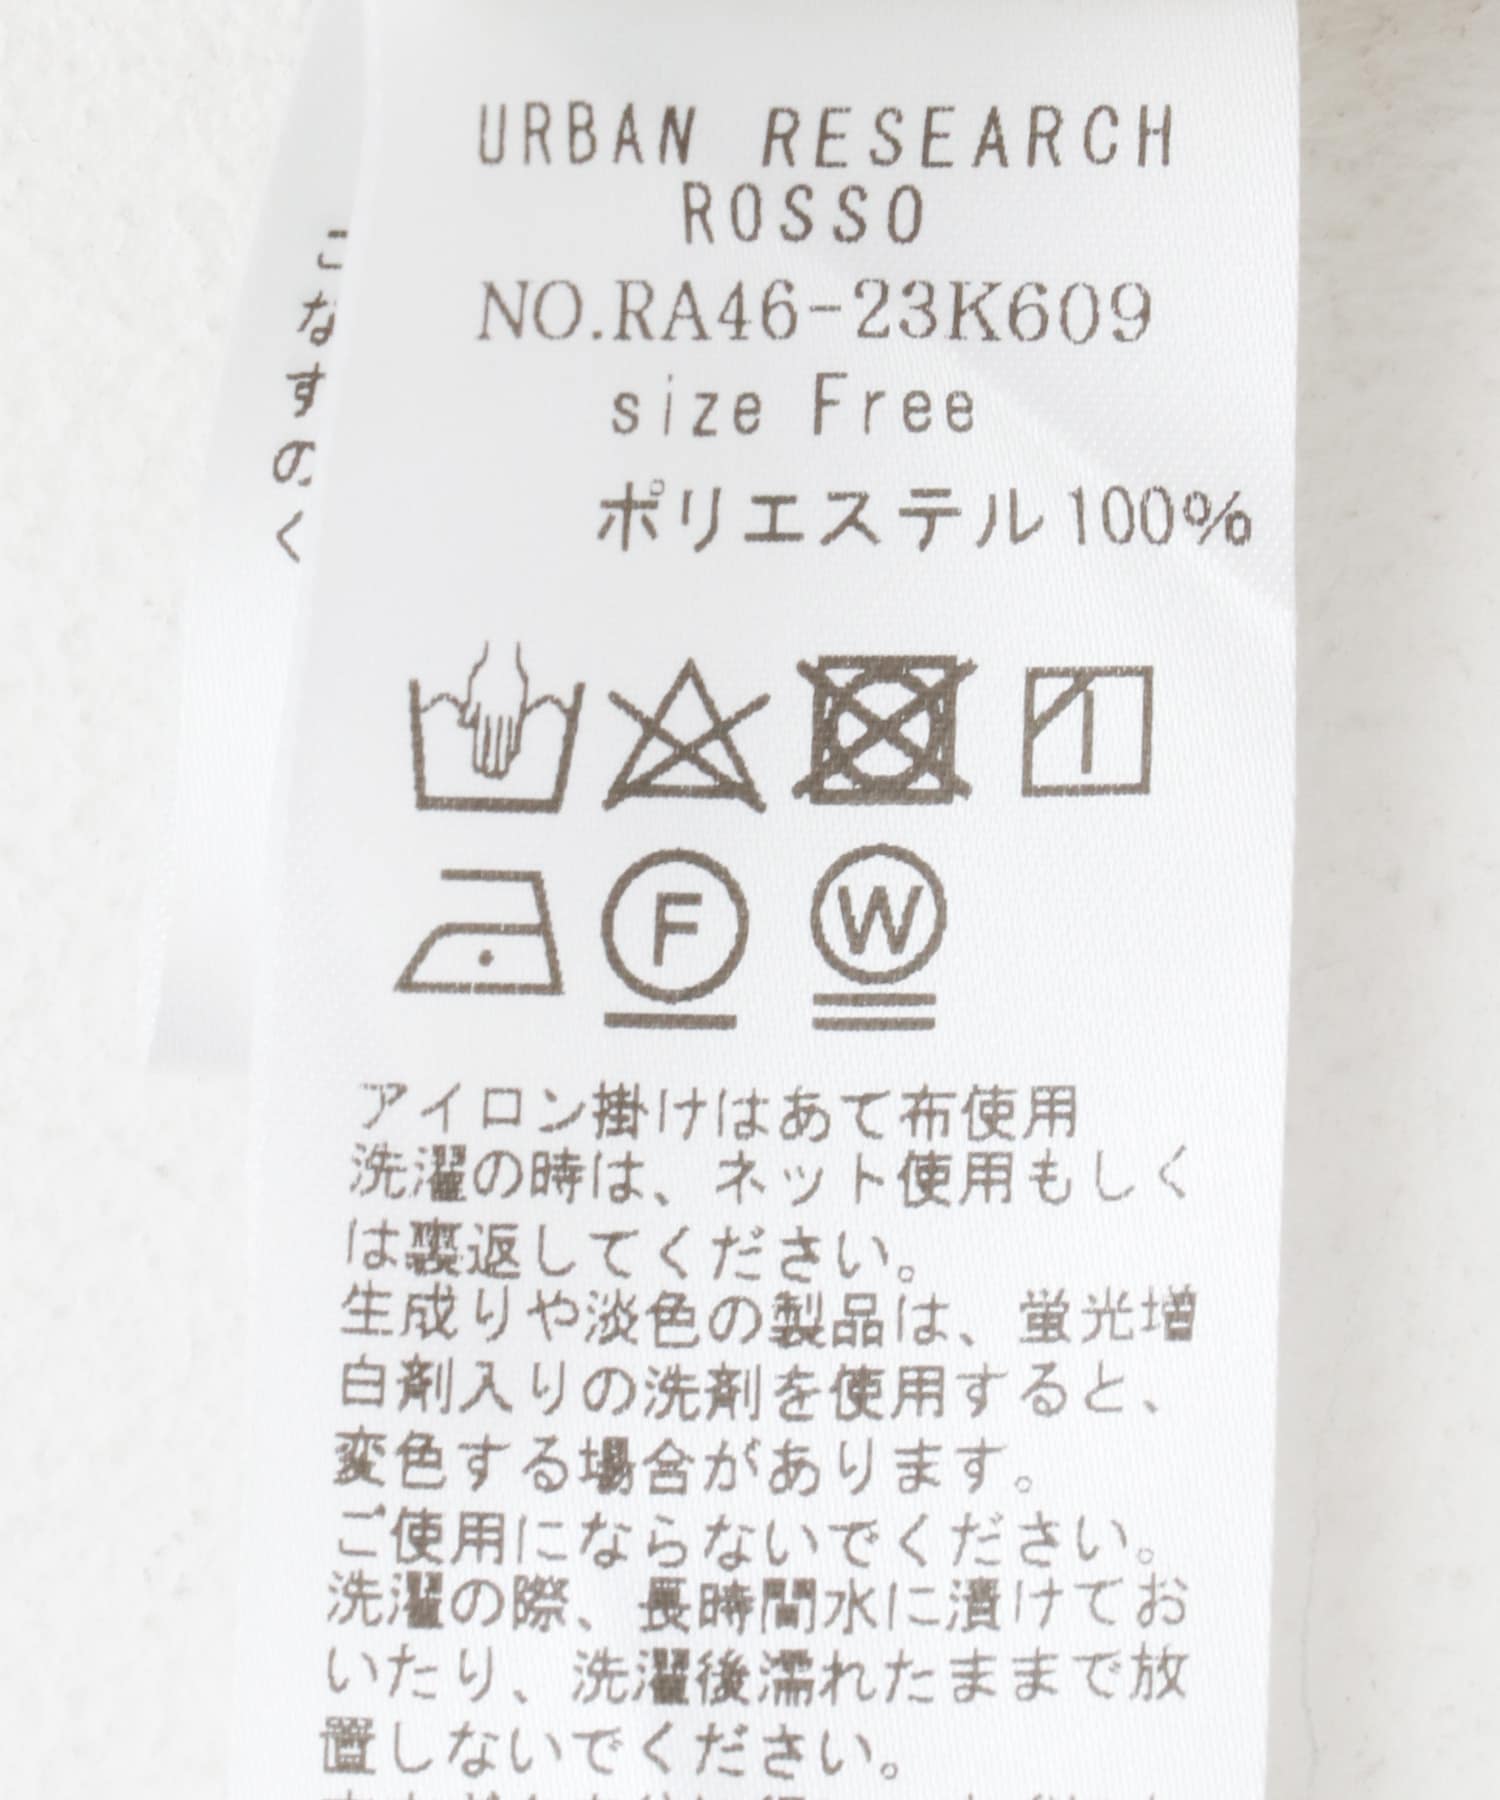 URBAN RESEARCH
ROSSO
NO.RA46-23K609
size Free
ポリエステル100%
F
W
アイロン掛けはあて布使用
洗濯の時は、ネット使用もしく
は裏返してください。
生成りや淡色の製品は、蛍光増
白剤入りの洗剤を使用すると、
変色する場合があります。
ご使用にならないでください。
洗濯の際、長時間水に漬けてお
いたり、洗濯後濡れたままで放
置しないでください。
こ
な
す
の
く